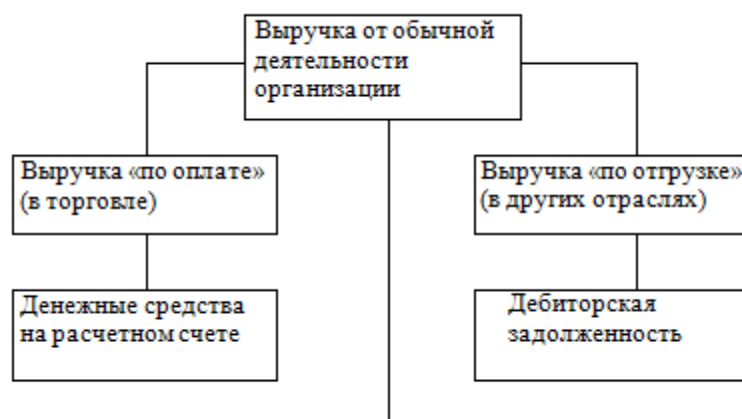 Выручка от обычной
деятельности
организации
Выручка «по оплате»
(в торговле)
Выручка «по отгрузке»
(в других отраслях)
Денежные средства
на расчетном счете
Дебиторская
задолженность